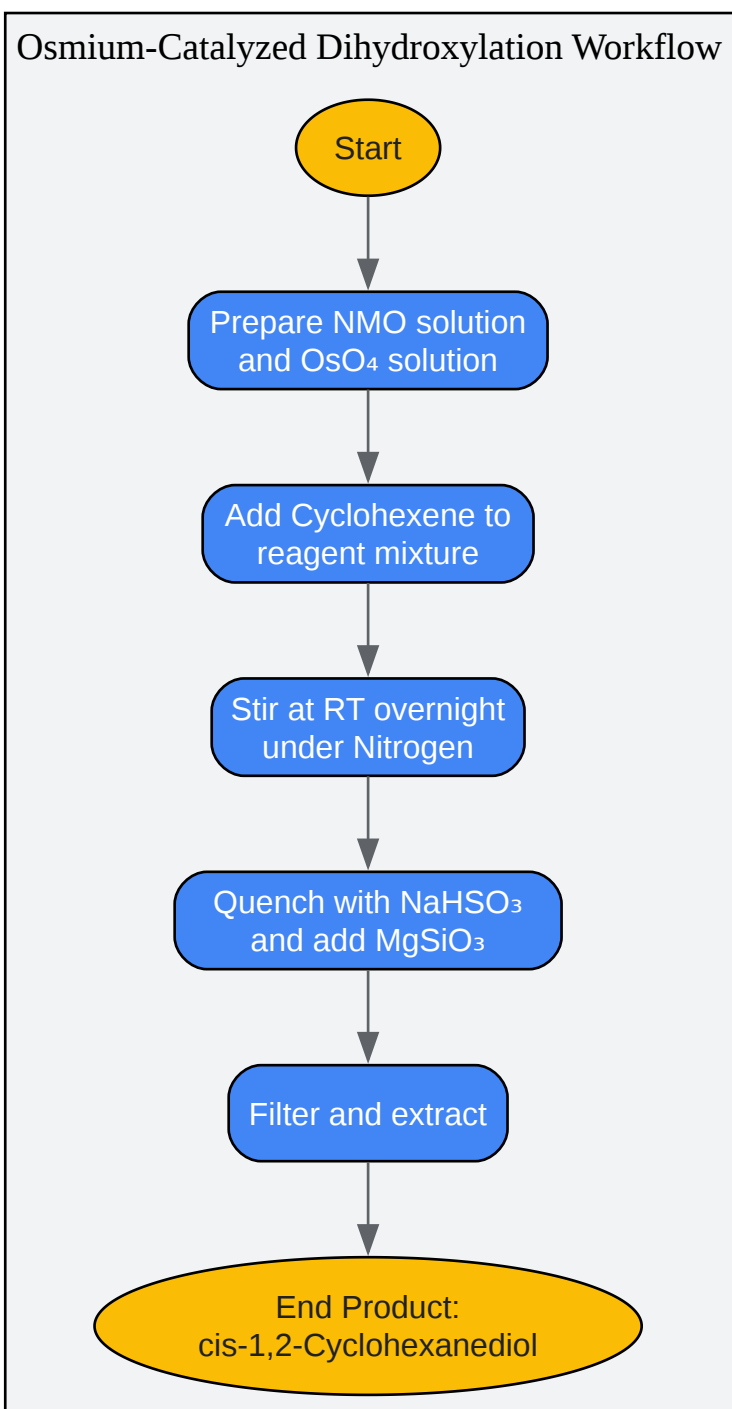 Osmium-Catalyzed Dihydroxylation Workflow
Start
Prepare NMO solution
and OsO₄ solution
Add Cyclohexene to
reagent mixture
Stir at RT overnight
under Nitrogen
Quench with NaHSO₃
and add MgSiO₃
Filter and extract
End Product:
cis-1,2-Cyclohexanediol